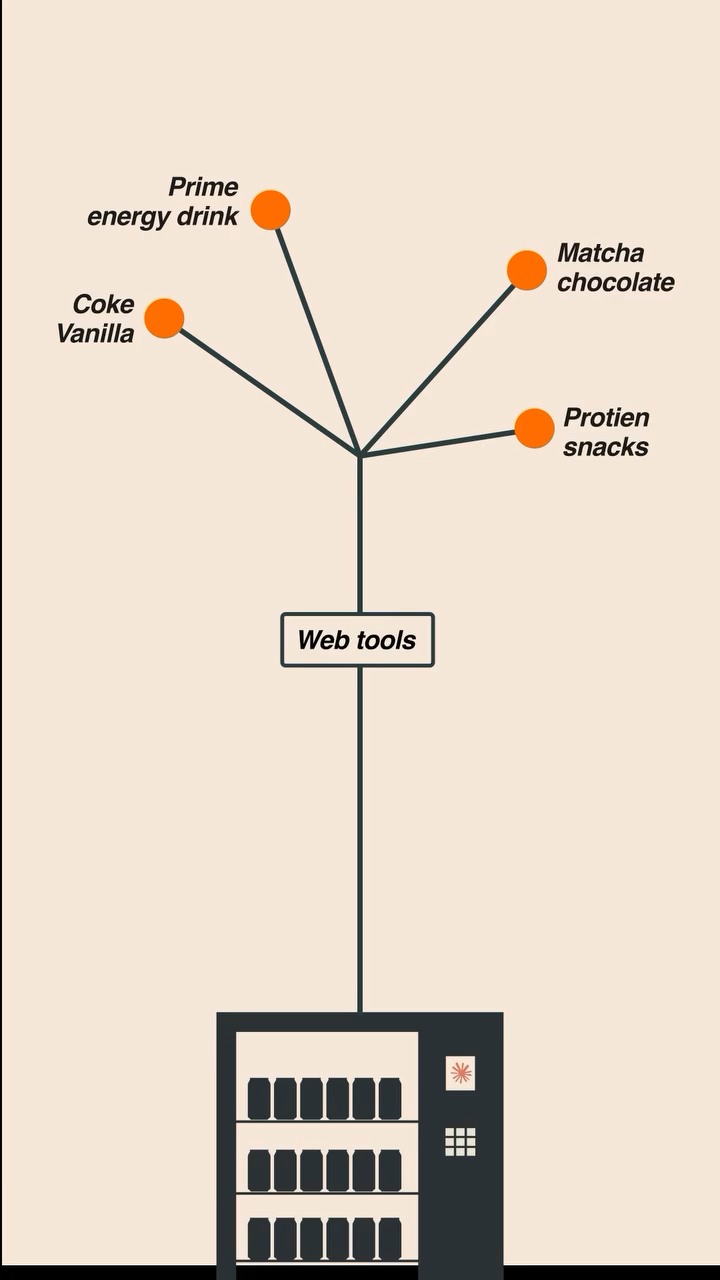 Prime
energy drink
Matcha
chocolate
Coke
Vanilla
Protien
snacks
Web tools